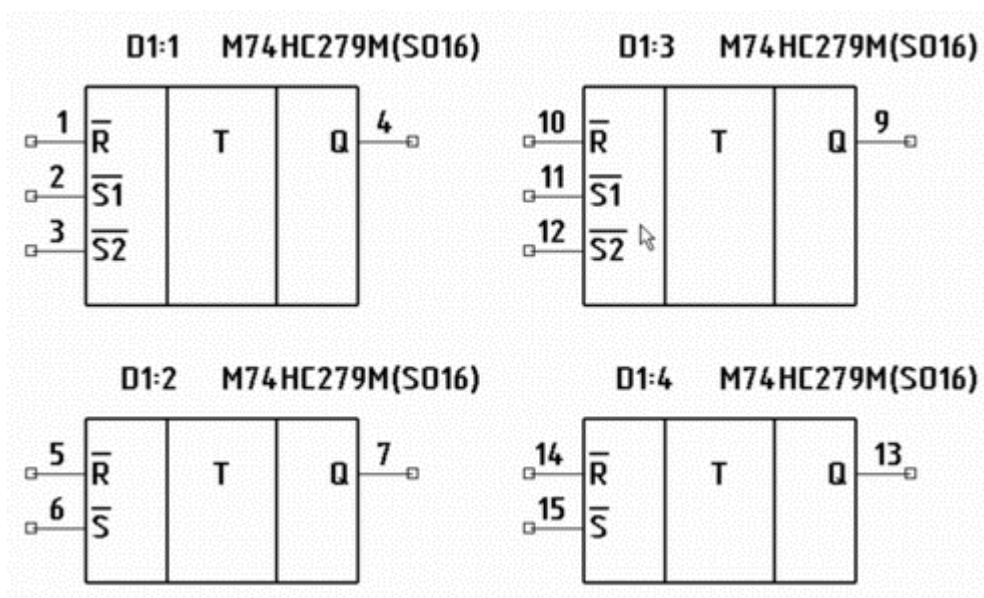 D1:1 M74HC279M(SO16)
1 R T Q 4
2 S1
3 S2
D1:3 M74HC279M(SO16)
10 R T Q 9
11 S1
12 S2
D1:2 M74HC279M(SO16)
5 R T Q 7
6 S
D1:4 M74HC279M(SO16)
14 R T Q 13
15 S